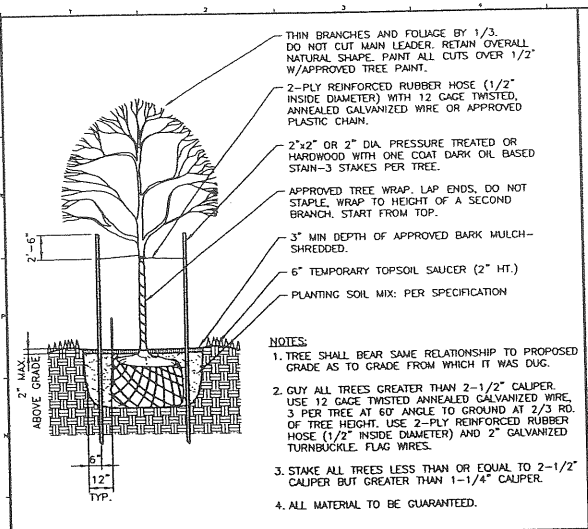 THIN BRANCHES AND FOLIAGE BY 1/3.
DO NOT CUT MAIN LEADER. RETAIN OVERALL
NATURAL SHAPE. PAINT ALL CUTS OVER 1/2"
W/APPROVED TREE PAINT.
2-PLY REINFORCED RUBBER HOSE (1/2"
INSIDE DIAMETER) WITH 12 GAGE TWISTED,
ANNEALED GALVANIZED WIRE OR APPROVED
PLASTIC CHAIN.
2"x2" OR 2" DIA. PRESSURE TREATED OR
HARDWOOD WITH ONE COAT DARK OIL BASED
STAIN-3 STAKES PER TREE.
APPROVED TREE WRAP. LAP ENDS, DO NOT
STAPLE, WRAP TO HEIGHT OF A SECOND
BRANCH. START FROM TOP.
3" MIN DEPTH OF APPROVED BARK MULCH-
SHREDDED.
6" TEMPORARY TOPSOIL SAUCER (2" HT.)
PLANTING SOIL MIX: PER SPECIFICATION
2'-6"
2" MAX.
ABOVE GRADE
6"
12"
TYP.
NOTES:
1. TREE SHALL BEAR SAME RELATIONSHIP TO PROPOSED
GRADE AS TO GRADE FROM WHICH IT WAS DUG.
2. GUY ALL TREES GREATER THAN 2-1/2" CALIPER.
USE 12 GAGE TWISTED ANNEALED GALVANIZED WIRE,
3 PER TREE AT 60° ANGLE TO GROUND AT 2/3 RD.
OF TREE HEIGHT. USE 2-PLY REINFORCED RUBBER
HOSE (1/2" INSIDE DIAMETER) AND 2" GALVANIZED
TURNBUCKLE. FLAG WIRES.
3. STAKE ALL TREES LESS THAN OR EQUAL TO 2-1/2"
CALIPER BUT GREATER THAN 1-1/4" CALIPER.
4. ALL MATERIAL TO BE GUARANTEED.